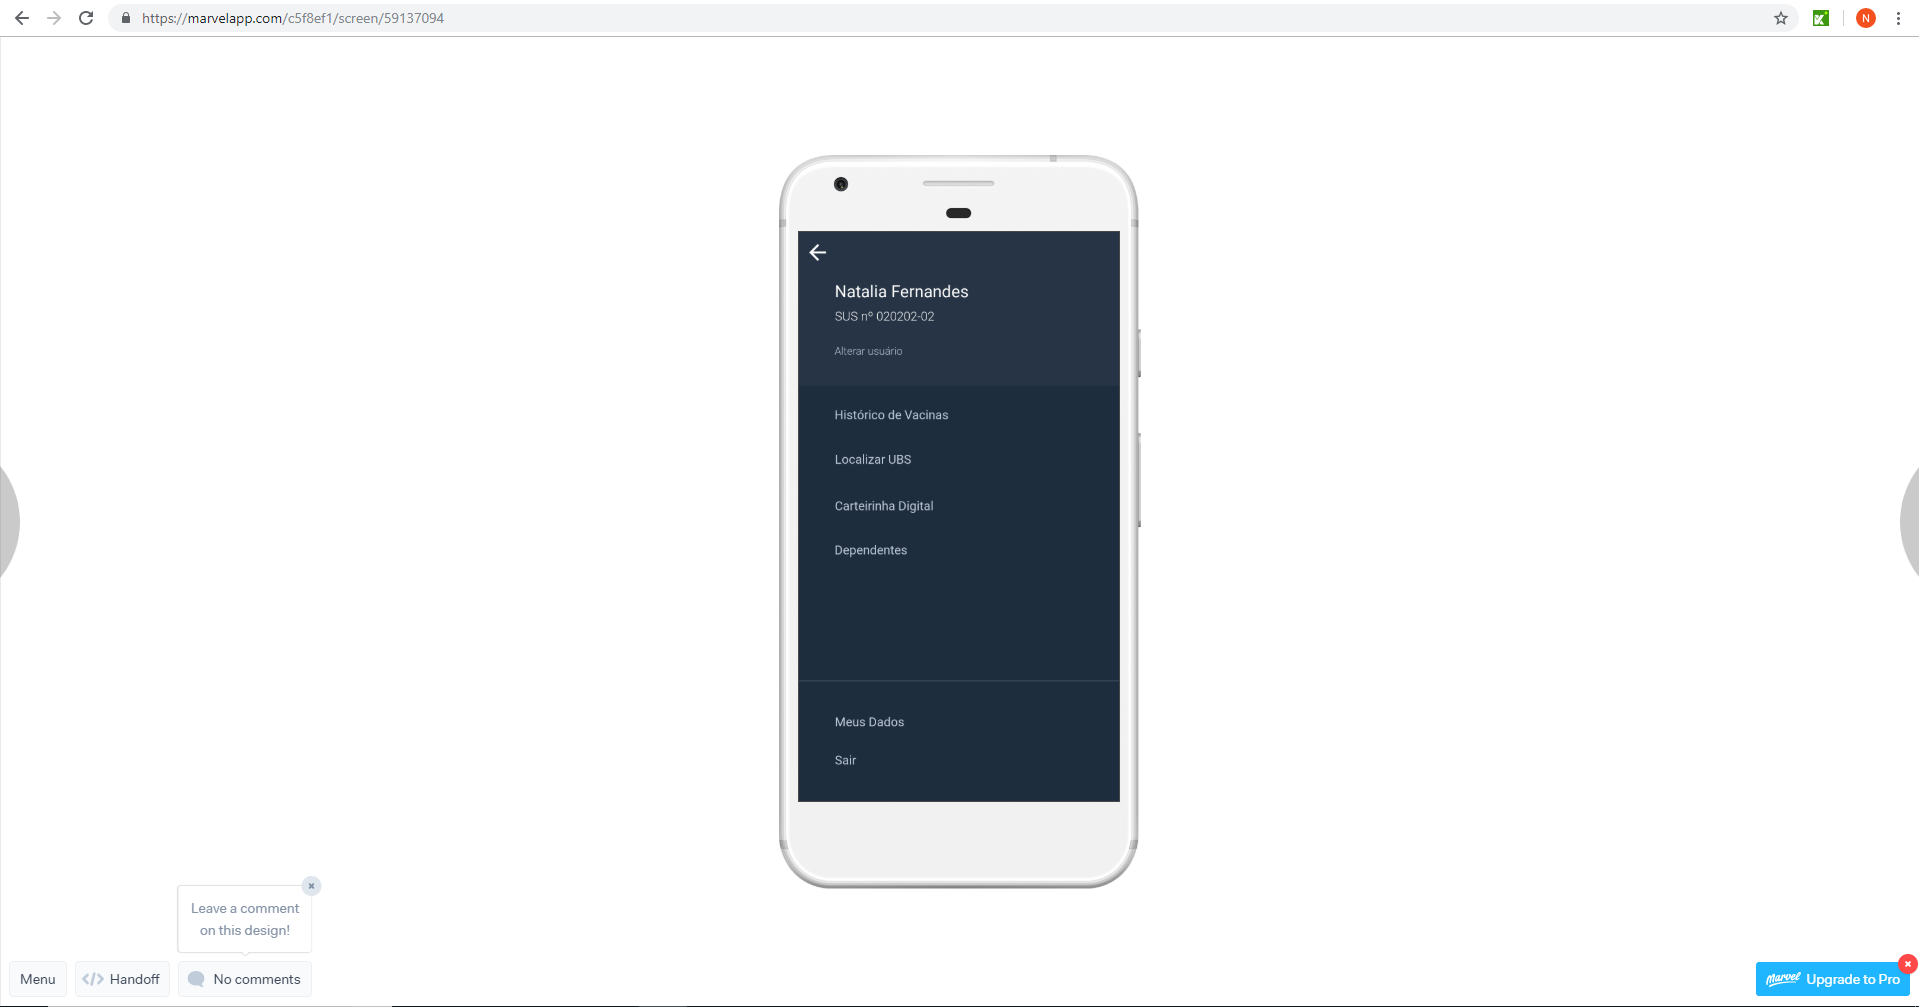 https://marvelapp.com/c5f8ef1/screen/59137094
N
Natalia Fernandes
SUS nº 020202-02
Alterar usuário
Histórico de Vacinas
Localizar UBS
Carteirinha Digital
Dependentes
Meus Dados
Sair
Leave a comment
on this design!
Menu
</> Handoff
No comments
Marvel Upgrade to Pro